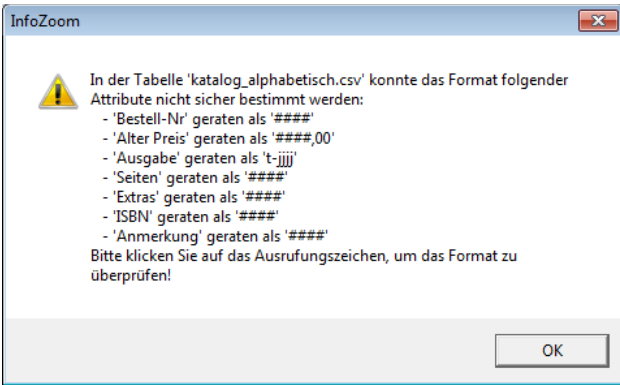 InfoZoom
In der Tabelle 'katalog_alphabetisch.csv' konnte das Format folgender
Attribute nicht sicher bestimmt werden:
- 'Bestell-Nr' geraten als '####'
- 'Alter Preis' geraten als '####,00'
- 'Ausgabe' geraten als 't-jjjj'
- 'Seiten' geraten als '####'
- 'Extras' geraten als '####'
- 'ISBN' geraten als '####'
- 'Anmerkung' geraten als '####'
Bitte klicken Sie auf das Ausrufungszeichen, um das Format zu
überprüfen!
OK